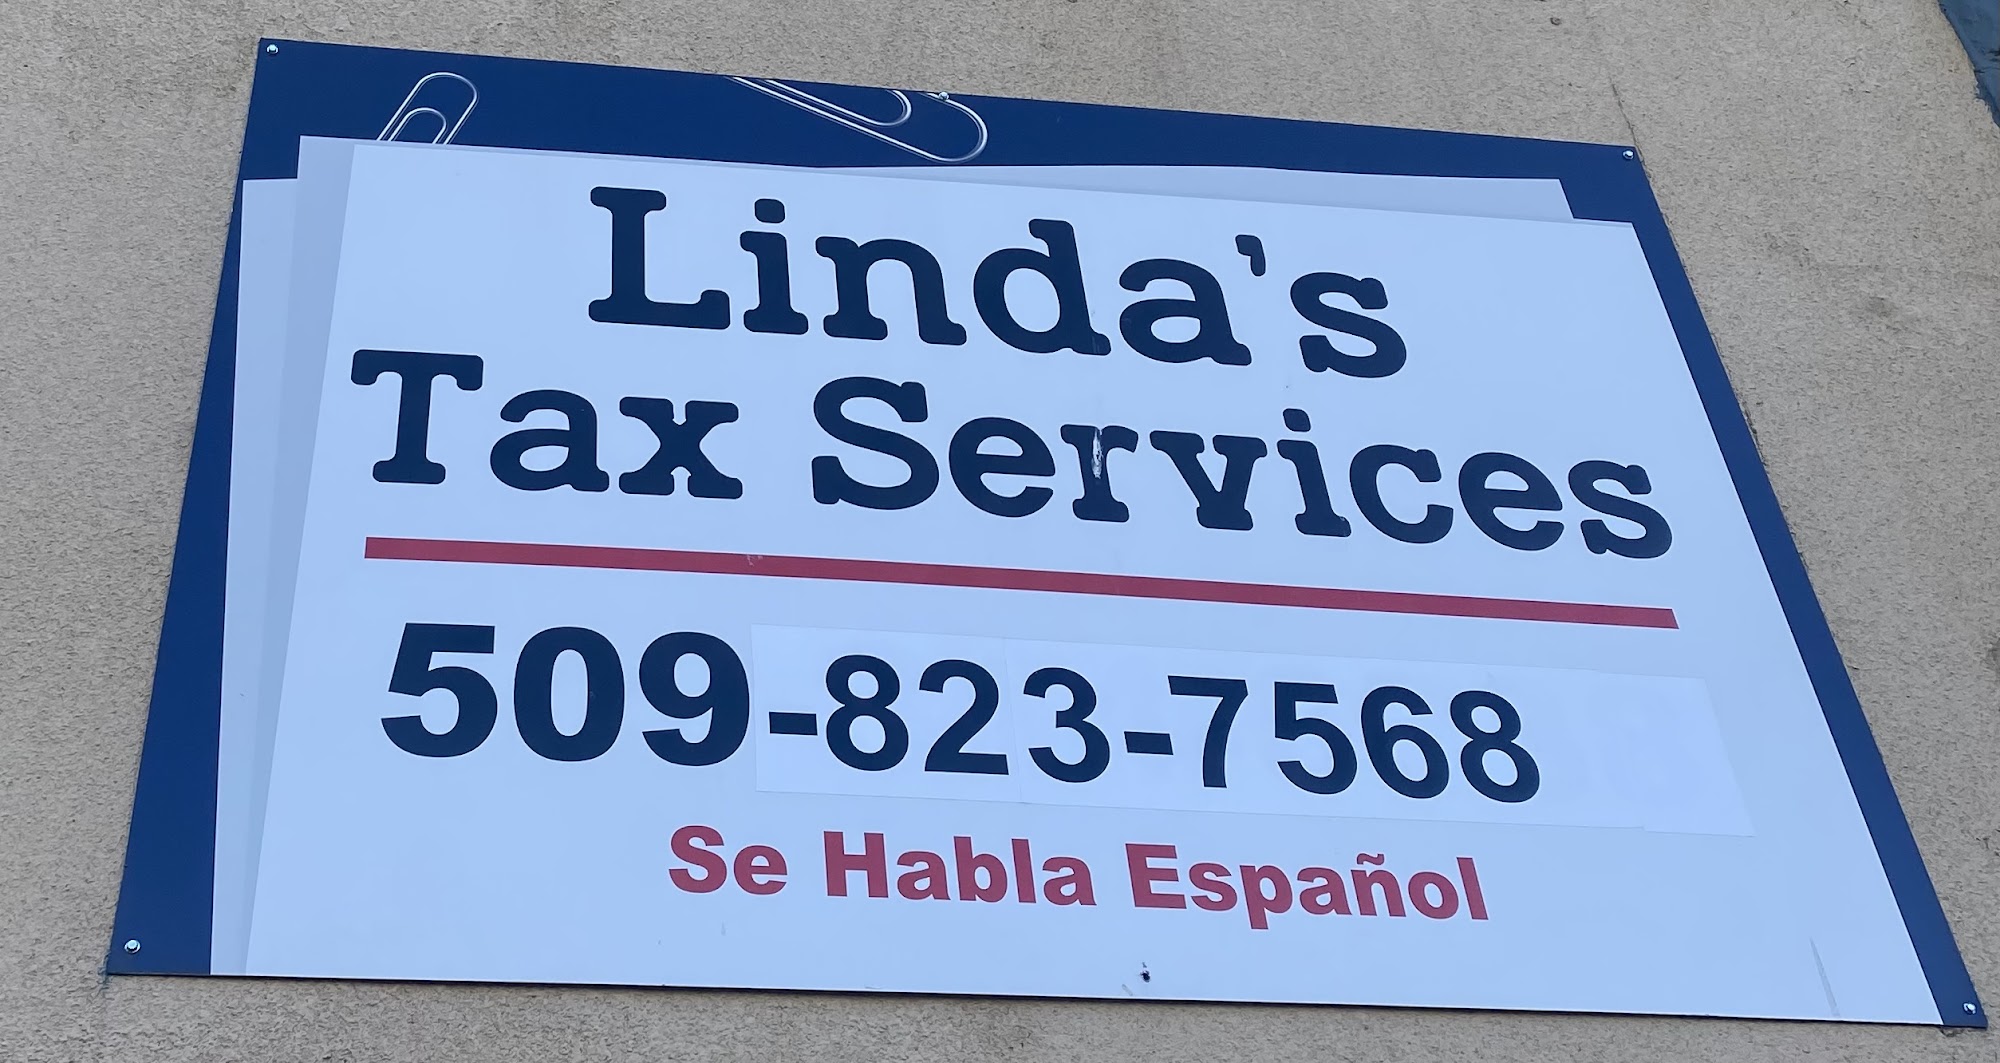 Linda's
Tax Services
509-823-7568
Se Habla Español